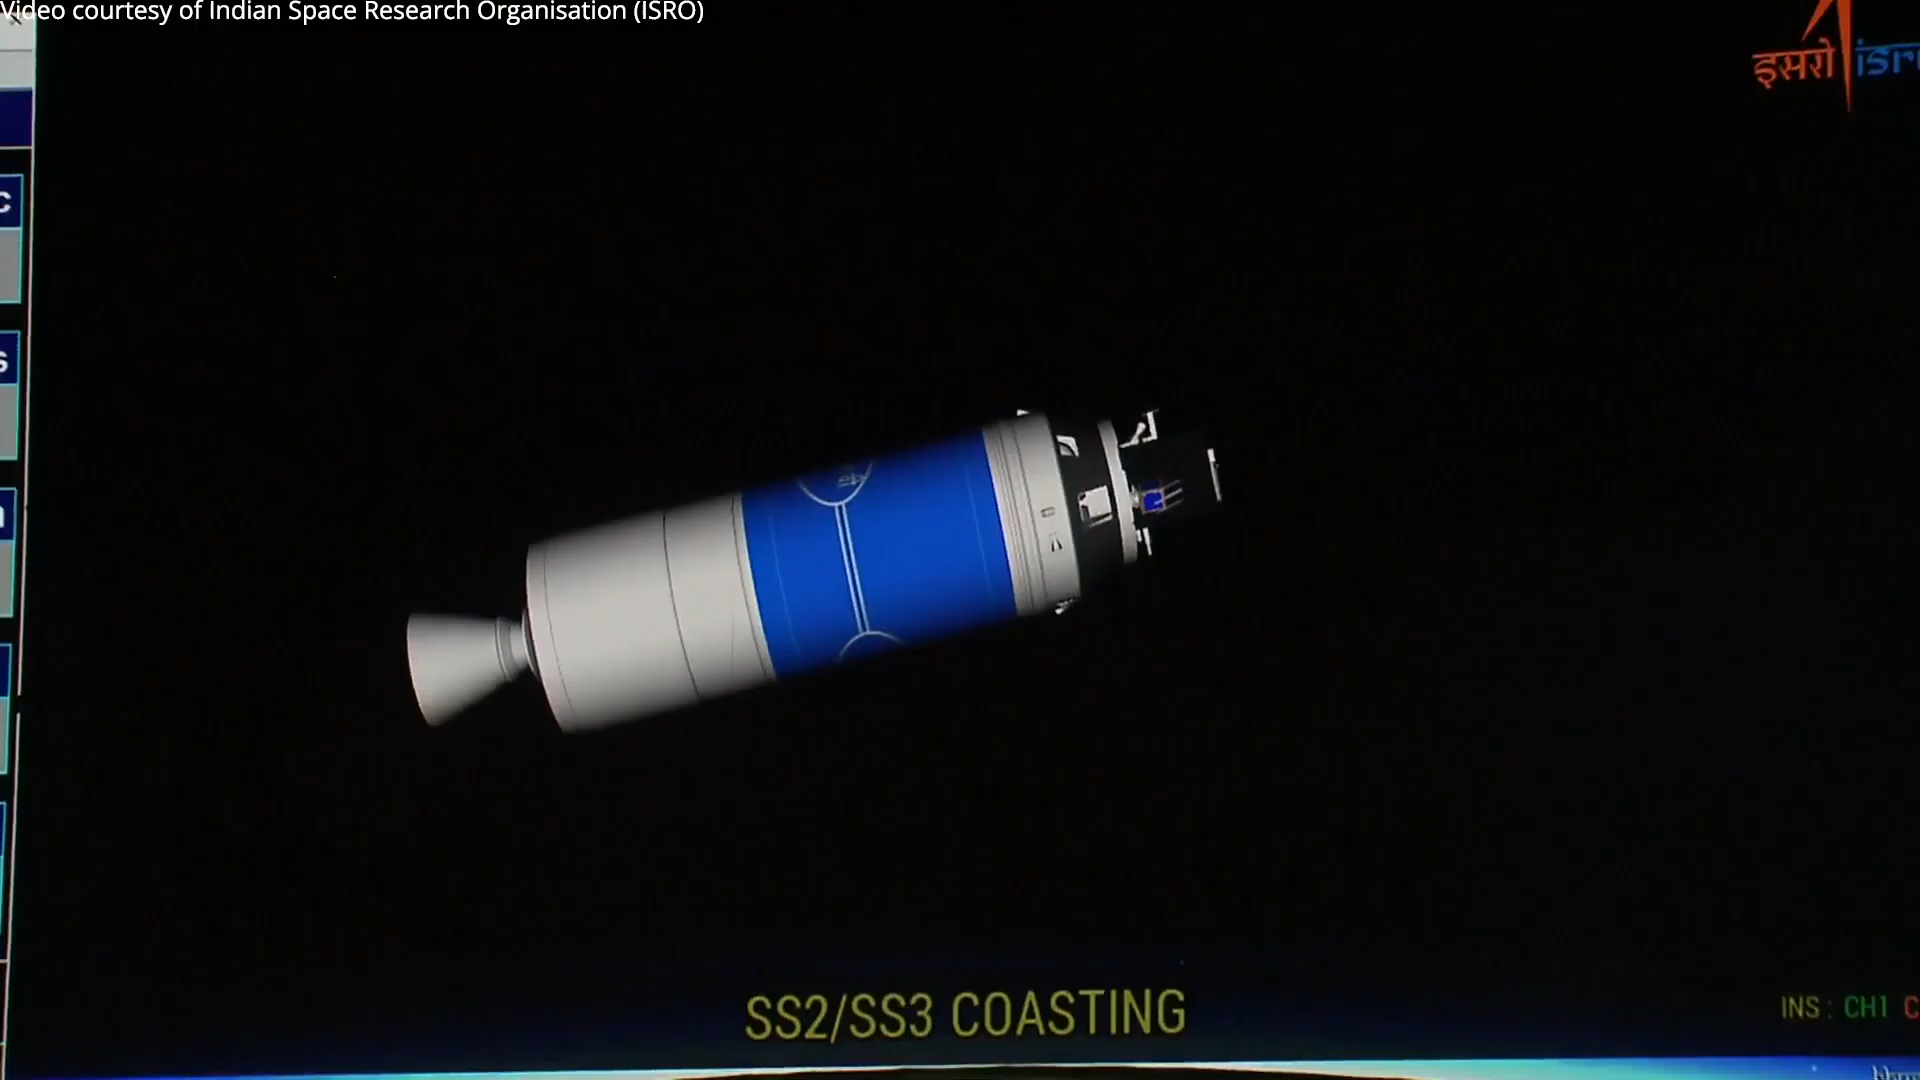 Video courtesy of Indian Space Research Organisation (ISRO)
इसरो isr
C
S
SS2/SS3 COASTING
INS : CH1 C